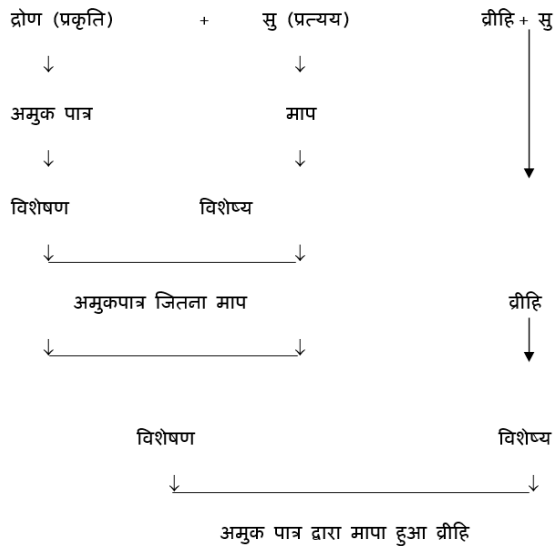 द्रोण (प्रकृति) + सु (प्रत्यय) व्रीहि + सु
अमुक पात्र माप
विशेषण विशेष्य
अमुकपात्र जितना माप व्रीहि
विशेषण विशेष्य
अमुक पात्र द्वारा मापा हुआ व्रीहि